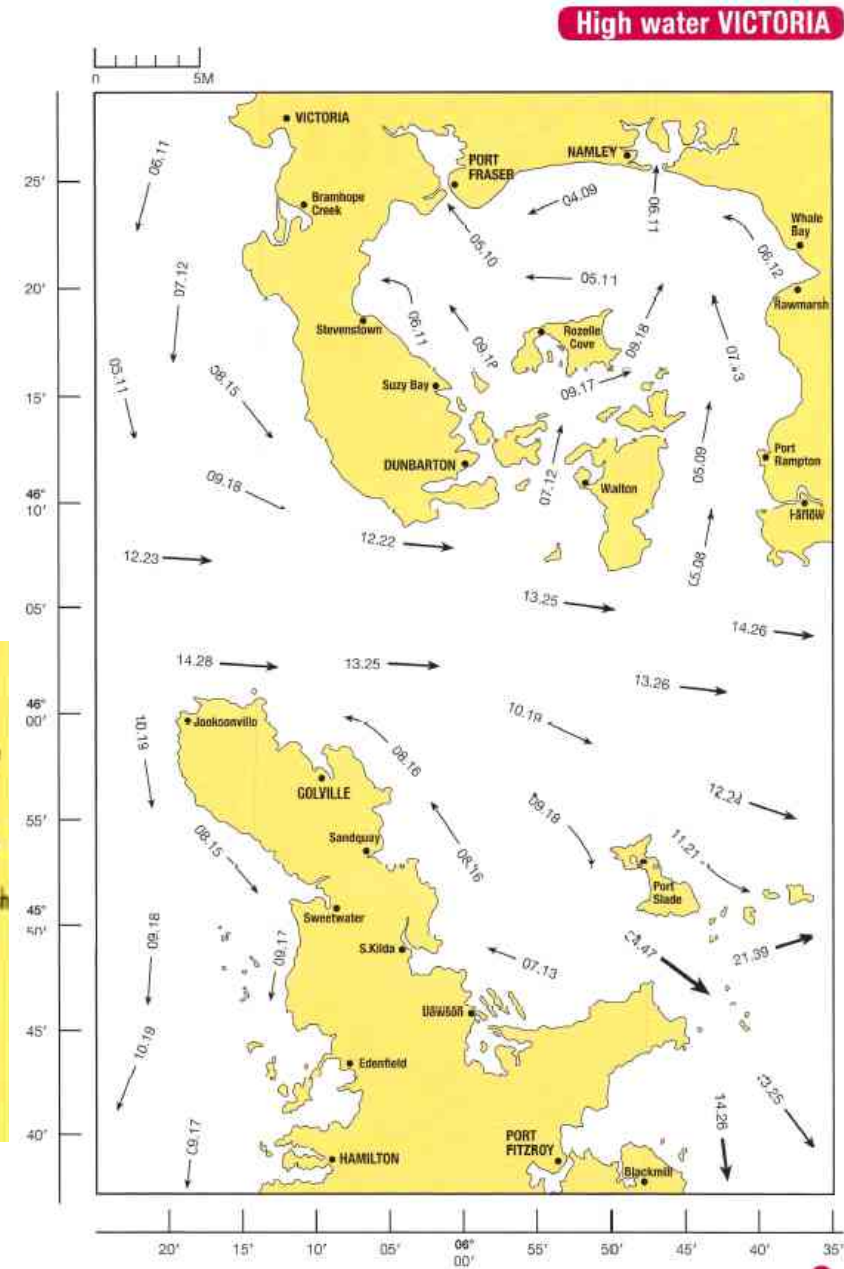 High water VICTORIA
0 5M
VICTORIA
06.11
NAMLEY
PORT
FRASER
25'
04.09
06.11
Bramhope
Creek
Whale
Bay
05.10
06.12
07.12
05.11
20'
Rawmarsh
06.11
Stevenstown
Rozelle
Cove
09.18
09.18
05.11
08.15
09.17
15'
Suzy Bay
05.09
Port
Rampton
DUNBARTON
09.18
07.12
Walton
46°
10'
12.22
12.23
05.08
13.25
05'
14.26
14.28
13.25
13.26
46°
00'
10.19
10.19
08.16
GOLVILLE
12.24
09.18
55'
08.15
Sandquay
08.16
11.21
Port
Slade
Sweetwater
45°
50'
09.18
09.17
S.Kilda
24.47
21.39
07.13
Dawson
45'
10.19
Edenfield
13.25
14.26
40'
09.17
HAMILTON
PORT
FITZROY
Blackmill
20' 15' 10' 05' 06° 00' 55' 50' 45' 40' 35'